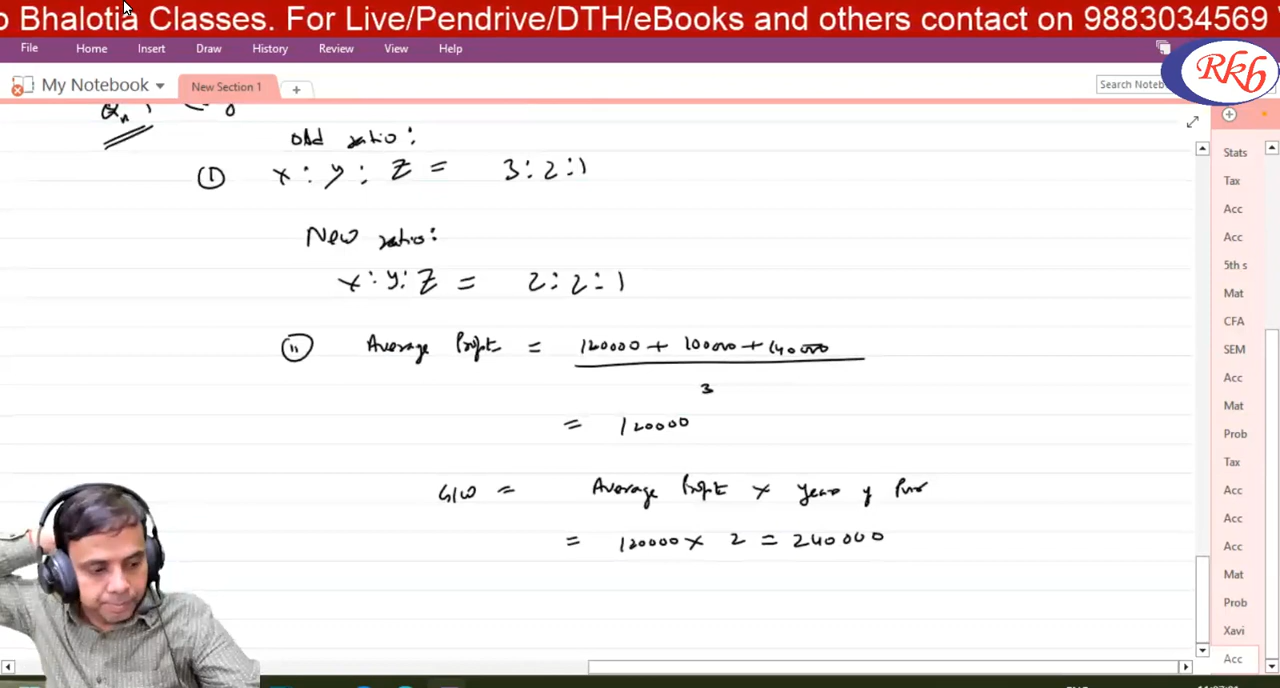 o Bhalotia Classes. For Live/Pendrive/DTH/eBooks and others contact on 9883034569
File Home Insert Draw History Review View Help
Rkb
My Notebook New Section 1 + Search Noteb
Qn
Old ratio:
① x : y : z = 3:2:1
New ratio:
x : y : z = 2:2:1
(ii) Average Profit = 120000 + 100000 + 140000
3
= 120000
G/W = Average Profit x Years of Pur
= 120000 x 2 = 240000
Stats
Tax
Acc
Acc
5th s
Mat
CFA
SEM
Acc
Mat
Prob
Tax
Acc
Acc
Acc
Mat
Prob
Xavi
Acc